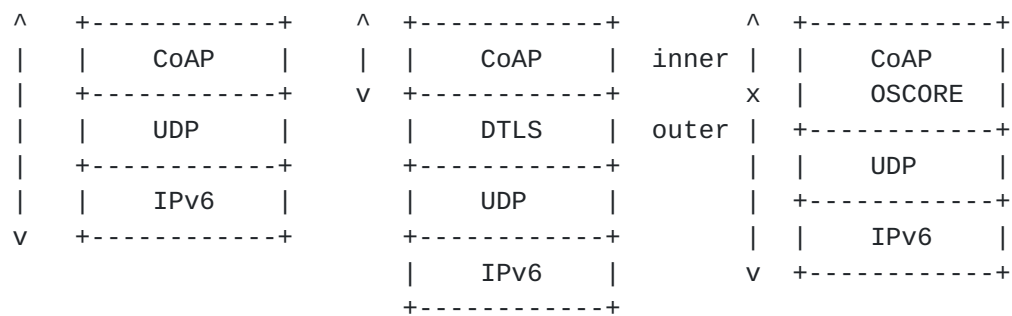 ^   +------------+    ^  +------------+        ^  +------------+
|   |    CoAP    |    |  |    CoAP    |  inner |  |    CoAP    |
|   +------------+    v  +------------+        x  |    OSCORE  |
|   |    UDP     |       |    DTLS    |  outer |  +------------+
|   +------------+       +------------+        |  |    UDP     |
|   |    IPv6    |       |    UDP     |        |  +------------+
v   +------------+       +------------+        |  |    IPv6    |
                         |    IPv6    |        v  +------------+
                         +------------+